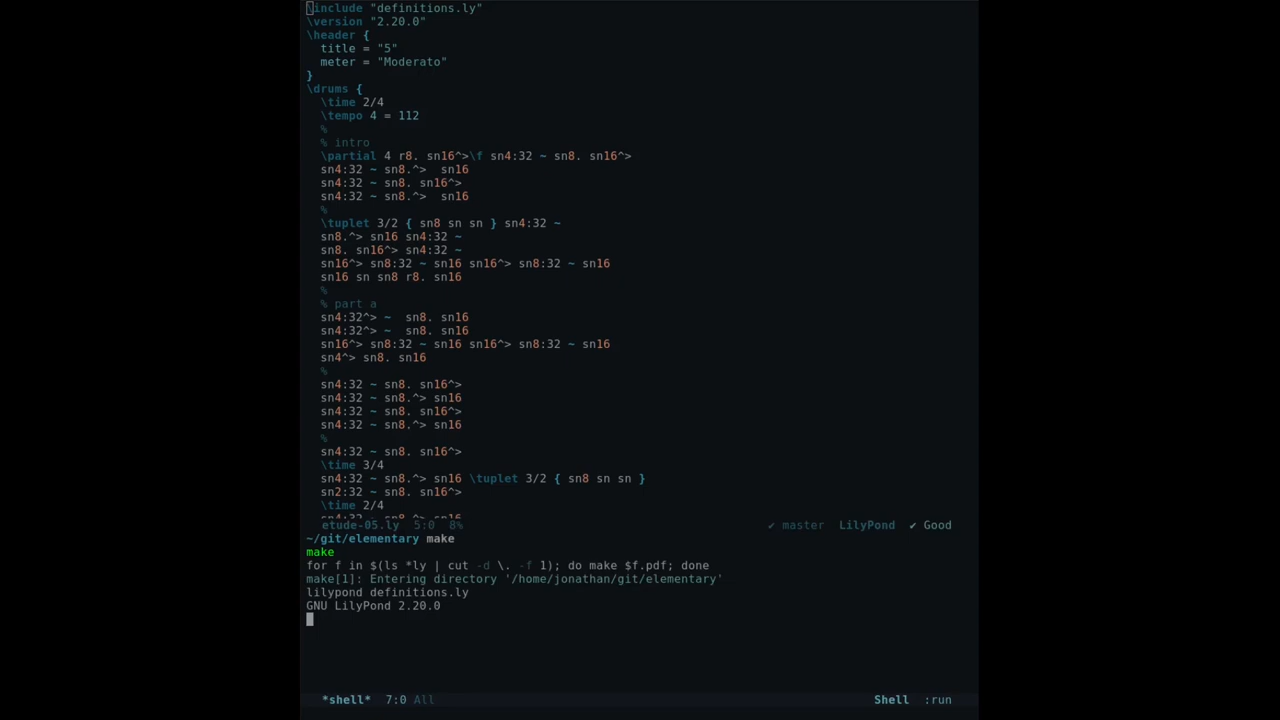 \include "definitions.ly"
\version "2.20.0"
\header {
  title = "5"
  meter = "Moderato"
}
\drums {
  \time 2/4
  \tempo 4 = 112
  %
  % intro
  \partial 4 r8. sn16^>\f sn4:32 ~ sn8. sn16^>
  sn4:32 ~ sn8.^>  sn16
  sn4:32 ~ sn8. sn16^>
  sn4:32 ~ sn8.^>  sn16
  %
  \tuplet 3/2 { sn8 sn sn } sn4:32 ~
  sn8.^> sn16 sn4:32 ~
  sn8. sn16^> sn4:32 ~
  sn16^> sn8:32 ~ sn16 sn16^> sn8:32 ~ sn16
  sn16 sn sn8 r8. sn16
  %
  % part a
  sn4:32^> ~  sn8. sn16
  sn4:32^> ~  sn8. sn16
  sn16^> sn8:32 ~ sn16 sn16^> sn8:32 ~ sn16
  sn4^> sn8. sn16
  %
  sn4:32 ~ sn8. sn16^>
  sn4:32 ~ sn8.^> sn16
  sn4:32 ~ sn8. sn16^>
  sn4:32 ~ sn8.^> sn16
  %
  sn4:32 ~ sn8. sn16^>
  \time 3/4
  sn4:32 ~ sn8.^> sn16 \tuplet 3/2 { sn8 sn sn }
  sn2:32 ~ sn8. sn16^>
  \time 2/4
  sn4:32 ~ sn8.^> sn16
etude-05.ly  5:0  8%  ✔ master  LilyPond  ✔ Good
~/git/elementary make
make
for f in $(ls *ly | cut -d \. -f 1); do make $f.pdf; done
make[1]: Entering directory '/home/jonathan/git/elementary'
lilypond definitions.ly
GNU LilyPond 2.20.0
*shell*  7:0 All  Shell  :run